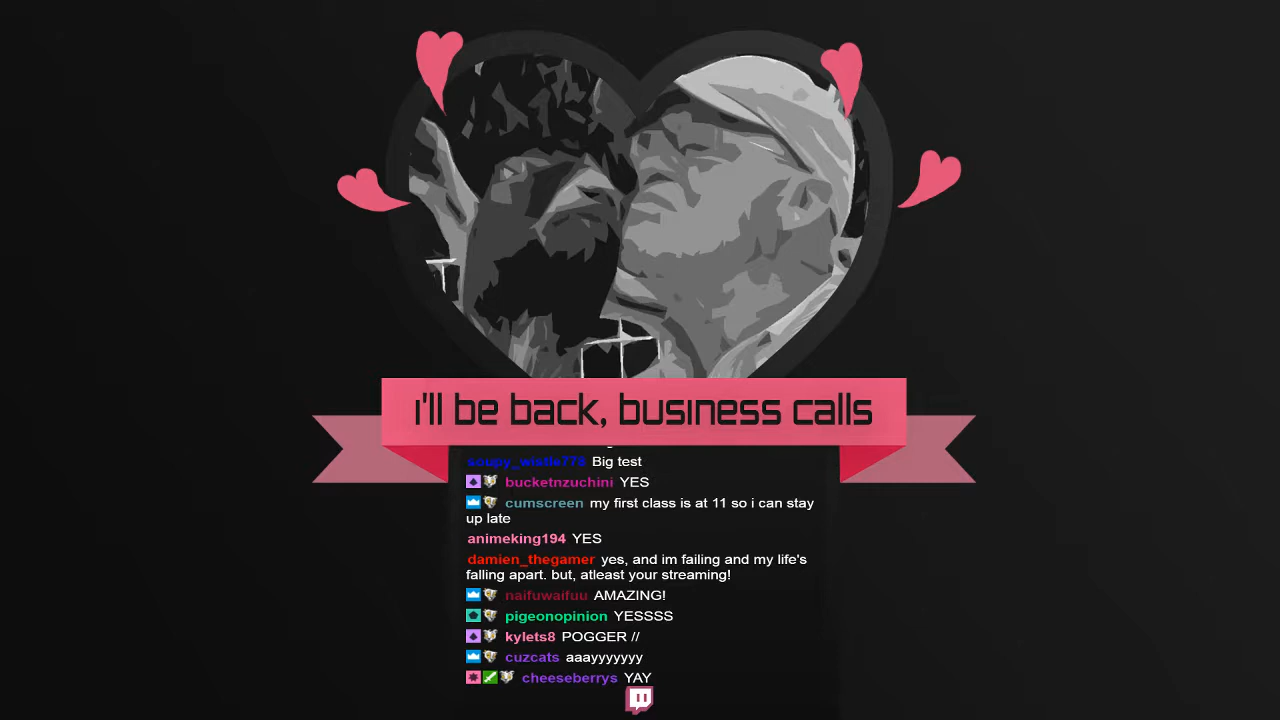 i'll be back, business calls
soupy_wistle778 Big test
bucketnzuchini YES
cumscreen my first class is at 11 so i can stay
up late
animeking194 YES
damien_thegamer yes, and im failing and my life's
falling apart. but, atleast your streaming!
naifuwaifuu AMAZING!
pigeonopinion YESSSS
kylets8 POGGER //
cuzcats aaayyyyyyy
cheeseberrys YAY